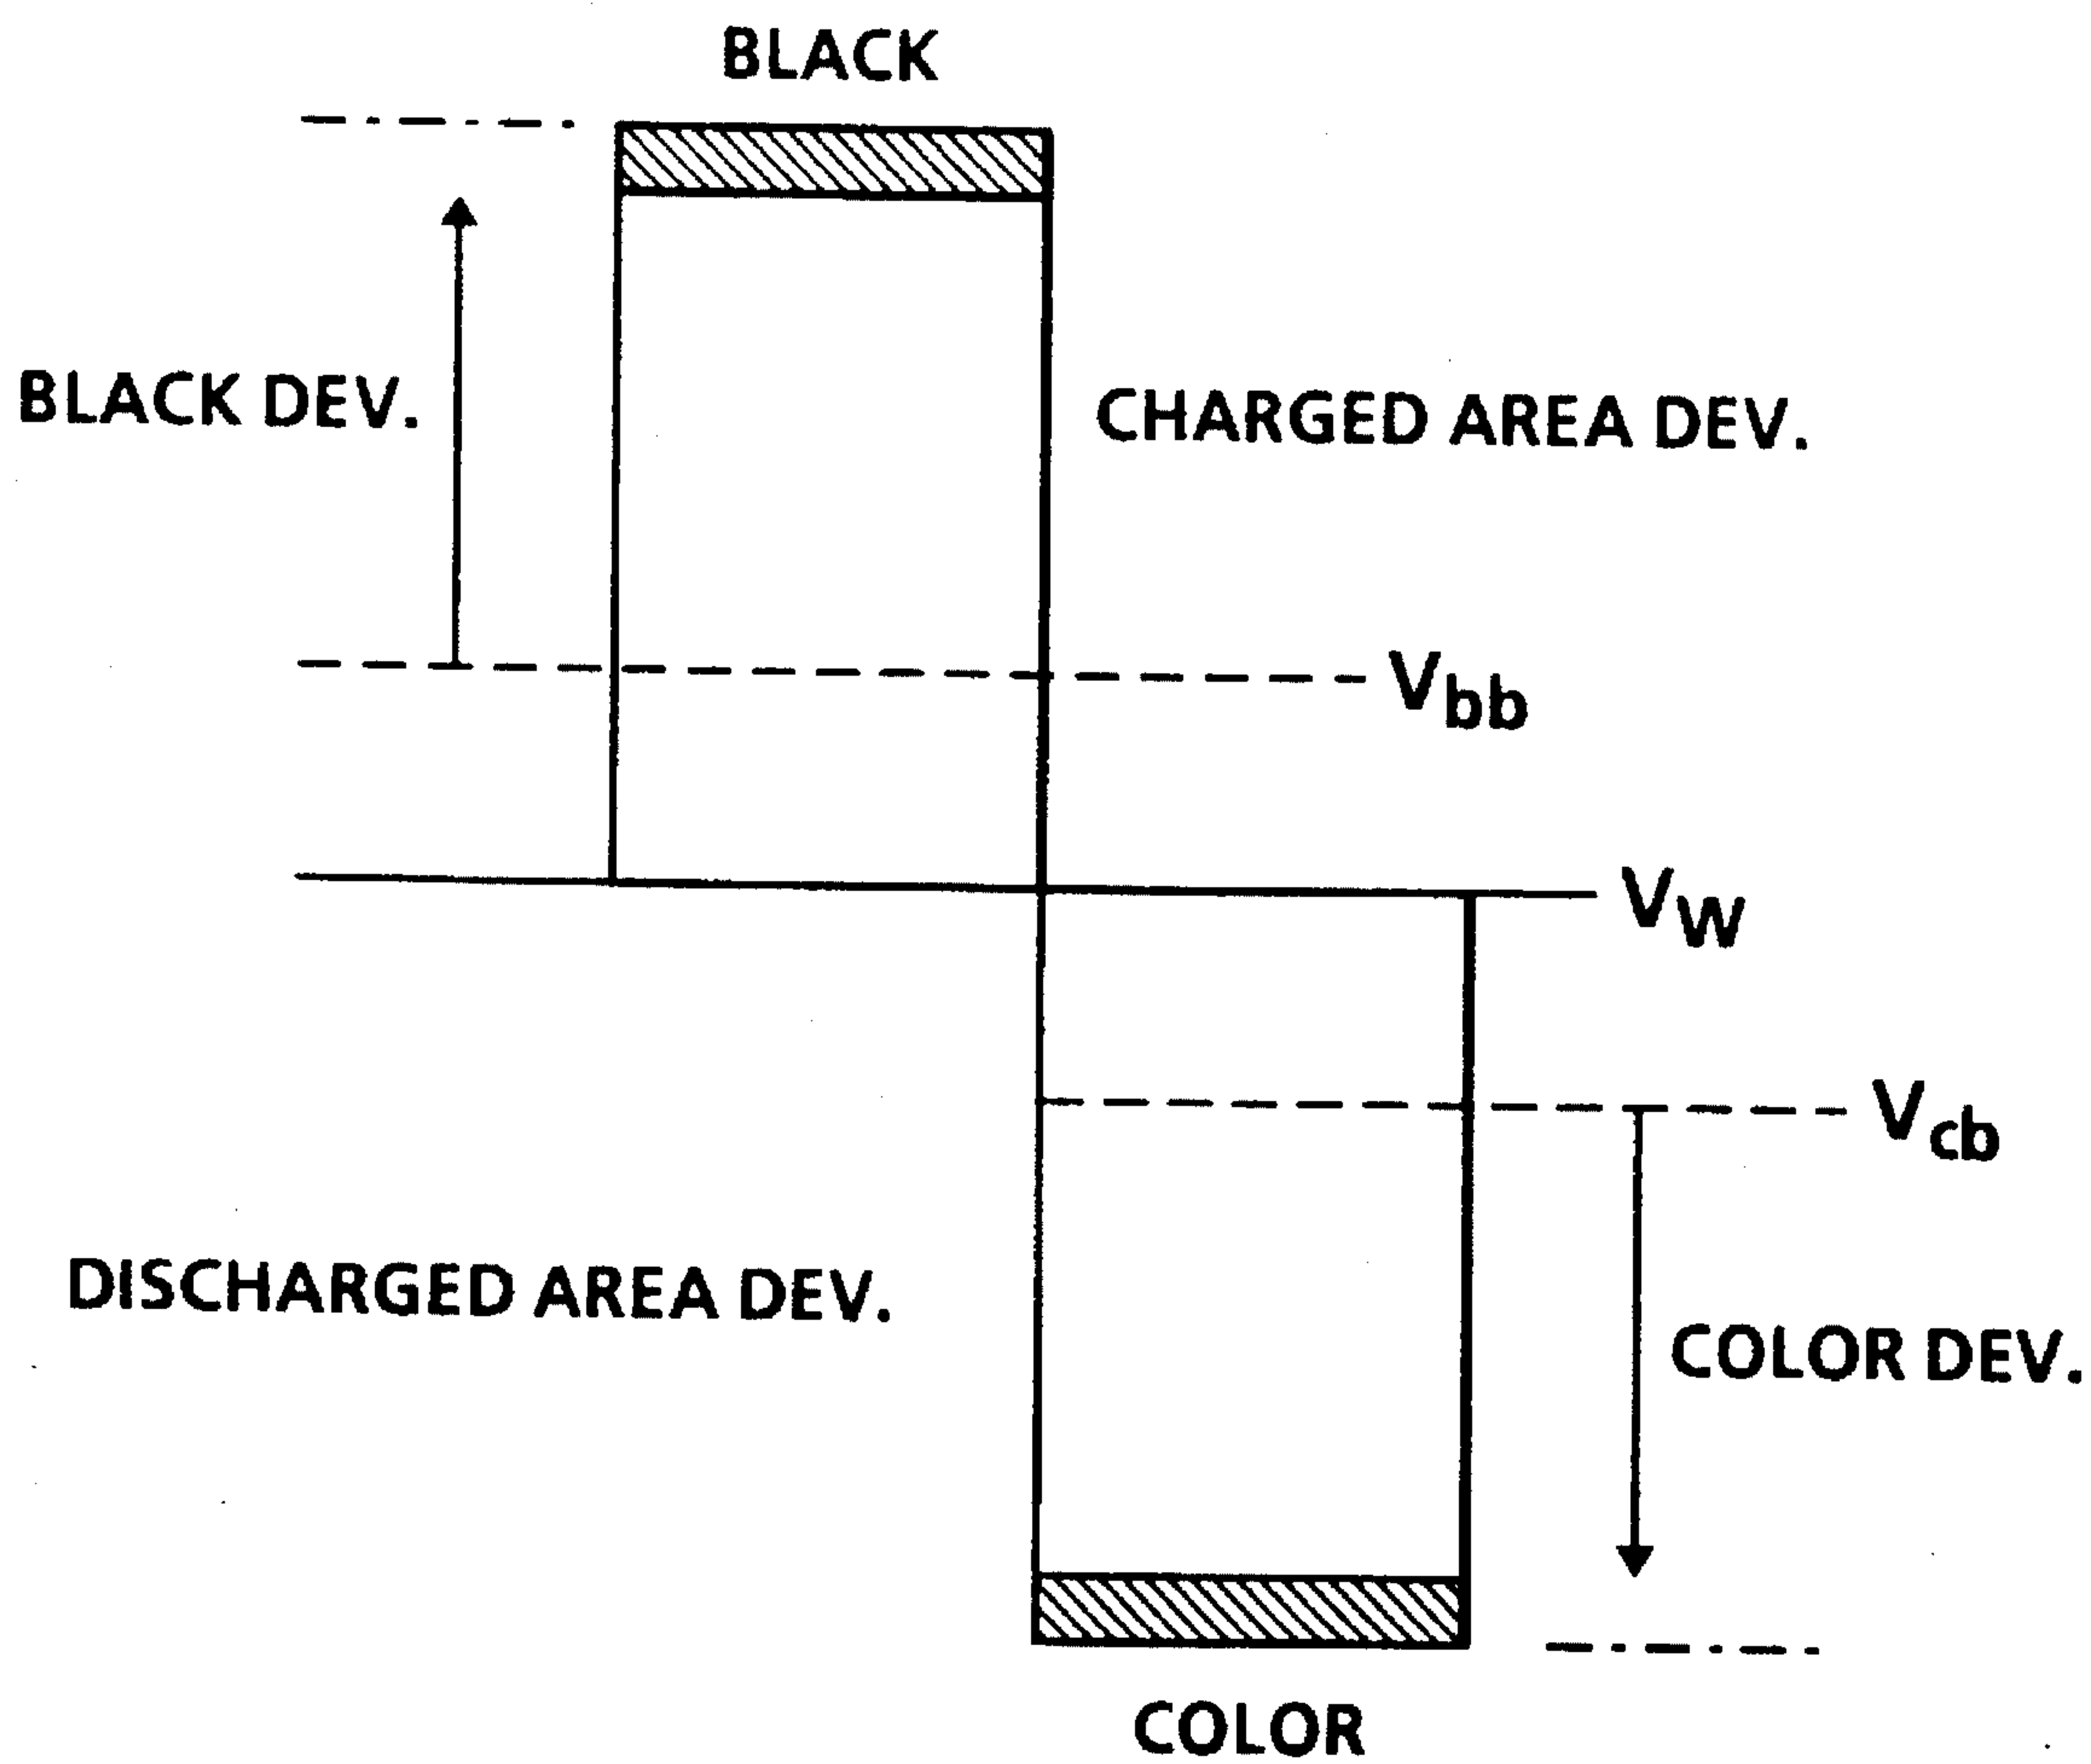 BLACK
BLACK DEV.
CHARGED AREA DEV.
Vbb
VW
Vcb
DISCHARGED AREA DEV.
COLOR DEV.
COLOR